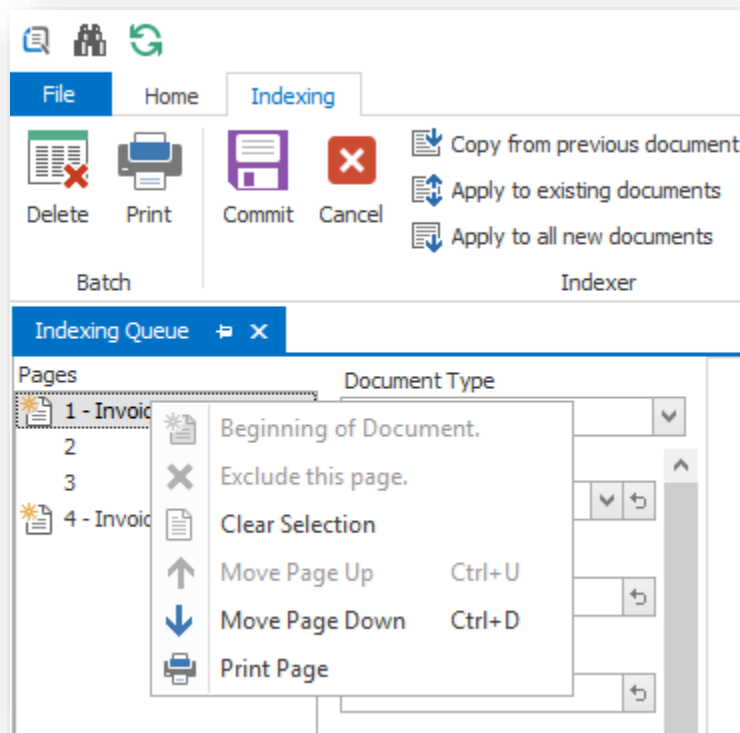 File Home Indexing
Copy from previous document
Apply to existing documents
Delete Print Commit Cancel
Apply to all new documents
Batch Indexer
Indexing Queue
Pages
Document Type
1 - Invoic
Beginning of Document.
2
Exclude this page.
3
4 - Invoic
Clear Selection
Move Page Up Ctrl+U
Move Page Down Ctrl+D
Print Page